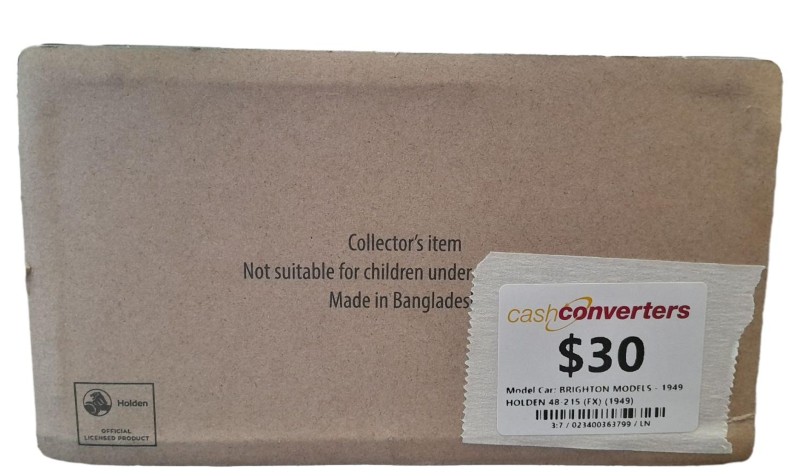 Collector's item
Not suitable for children under
Made in Banglades
cashconverters
$30
Model Car: BRIGHTON MODELS - 1949
HOLDEN 48-215 (FX) (1949)
3:7 / 023400363799 / LN
Holden
OFFICIAL
LICENSED PRODUCT